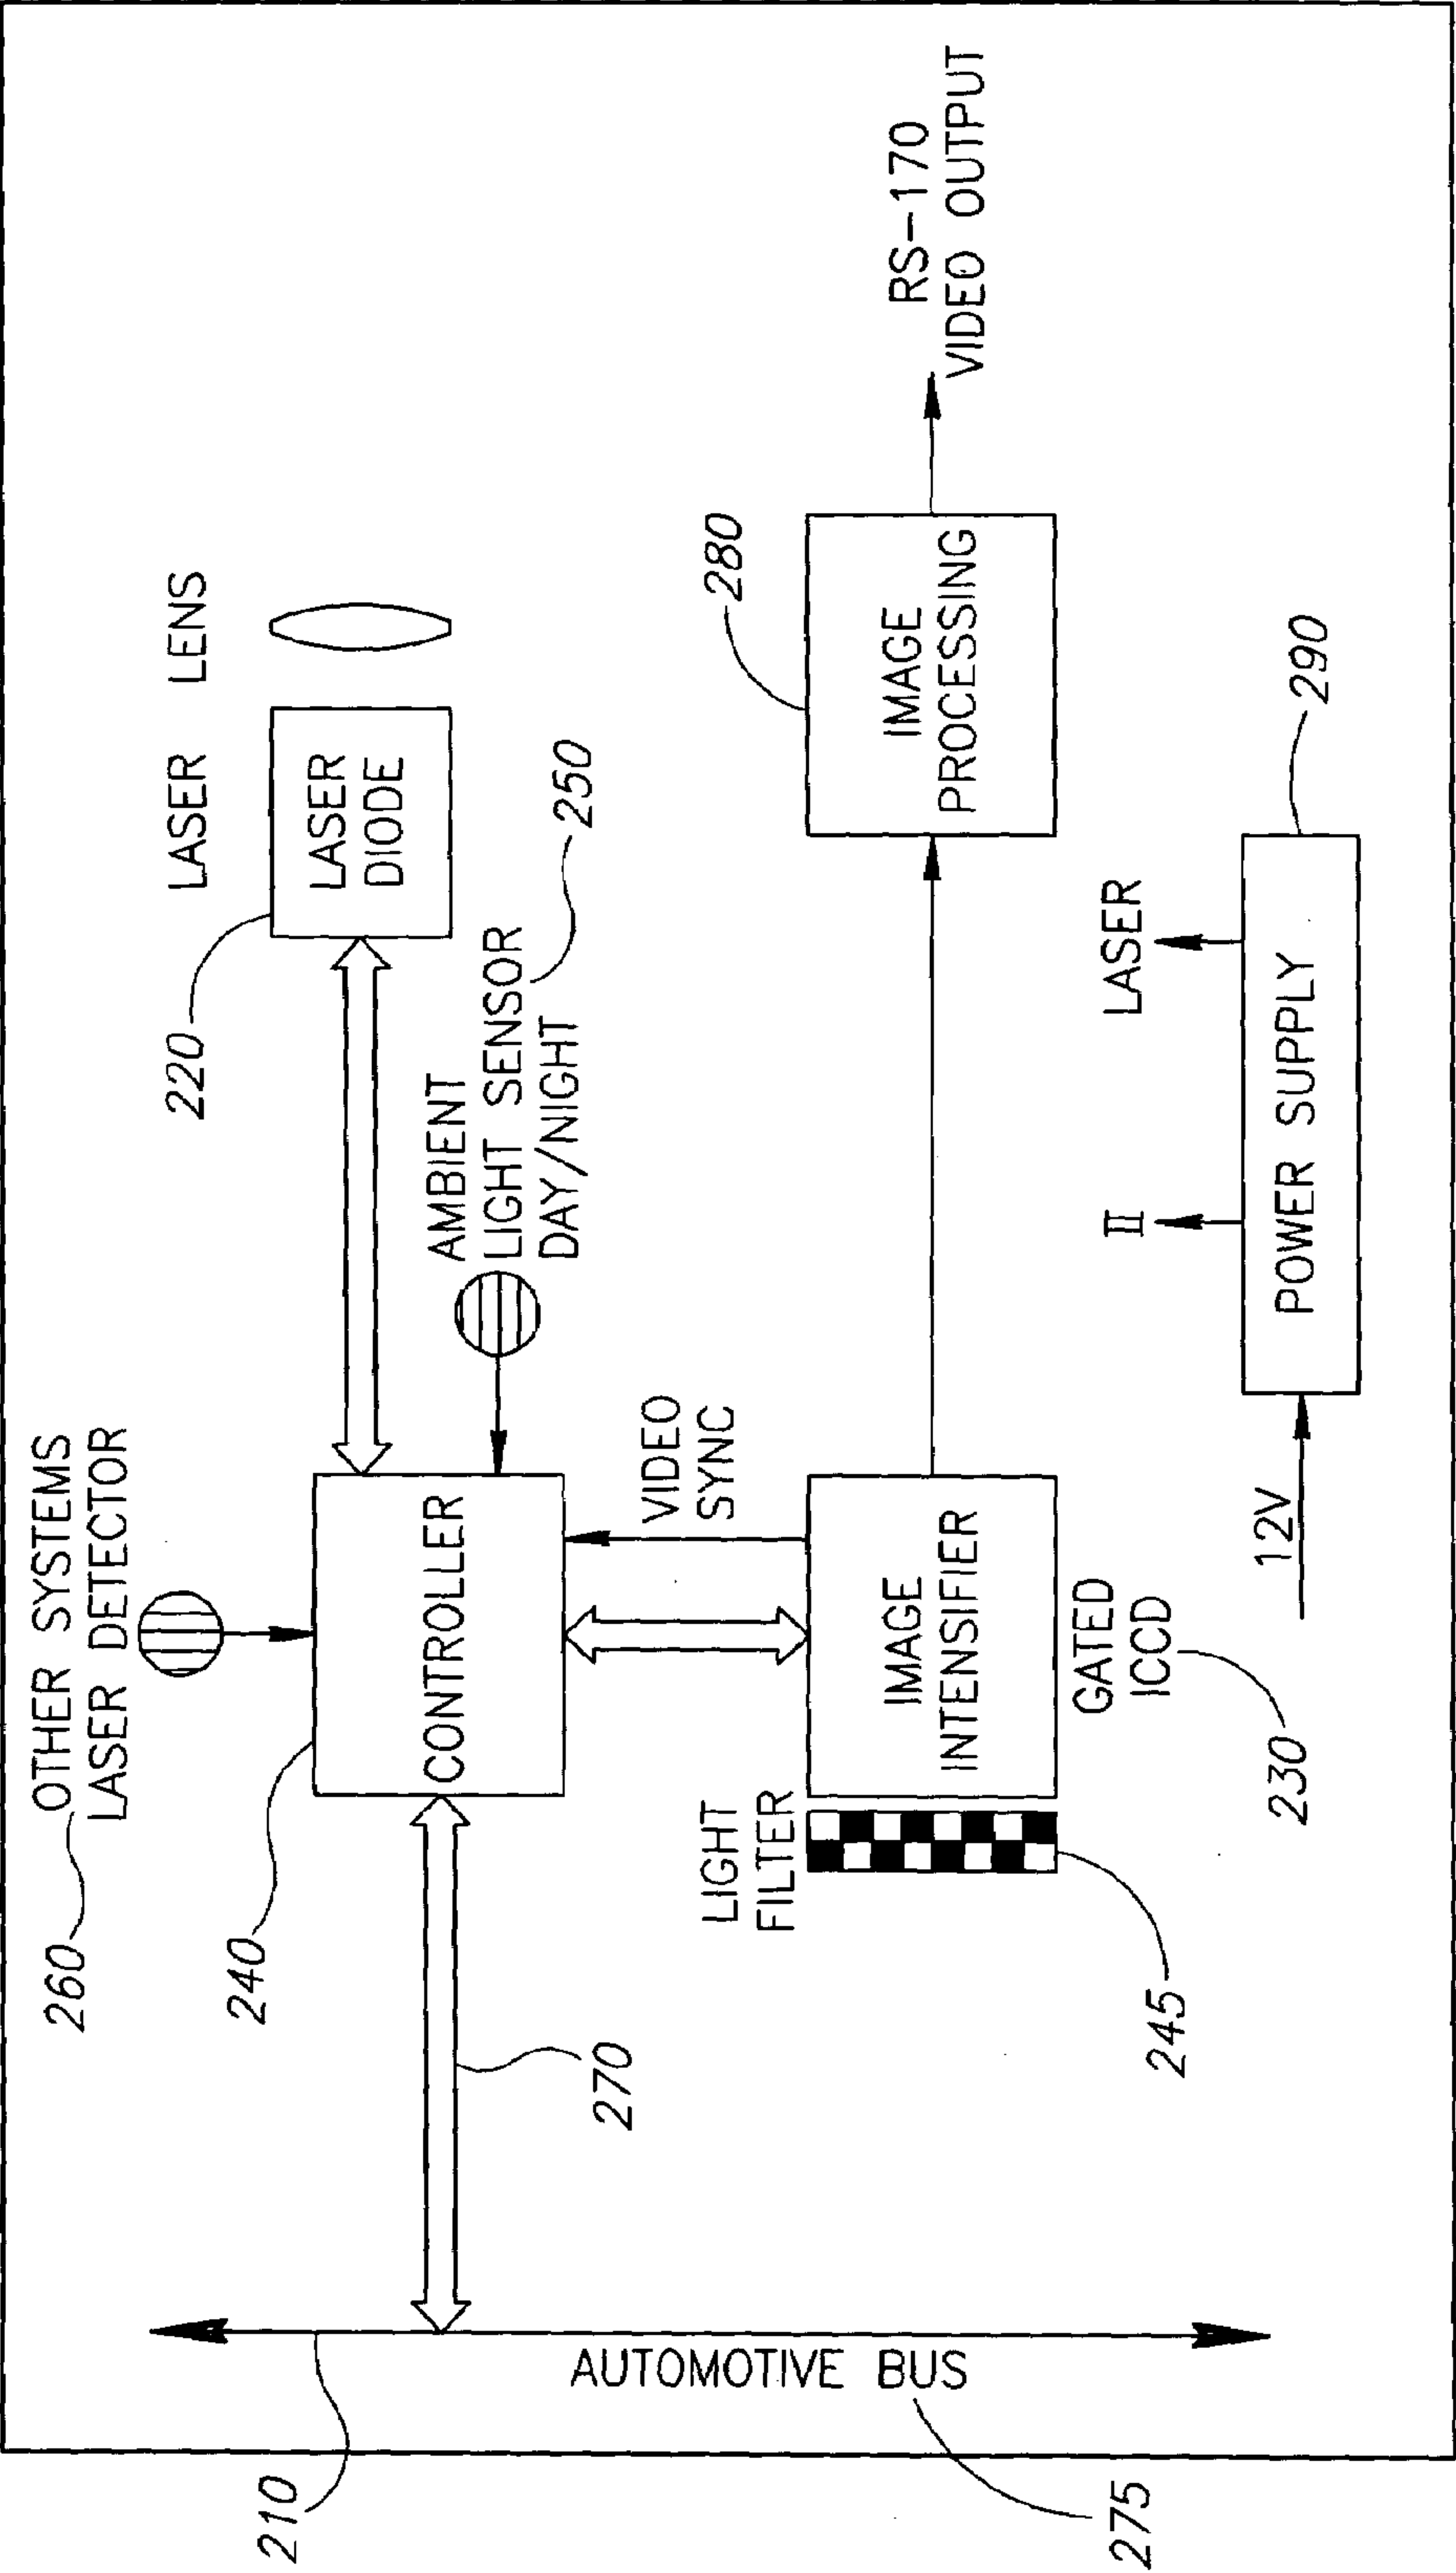 260
OTHER SYSTEMS
LASER DETECTOR
LASER LENS
220
LASER
DIODE
240
CONTROLLER
AMBIENT
LIGHT SENSOR
DAY/NIGHT
250
210
270
AUTOMOTIVE BUS
275
VIDEO
SYNC
LIGHT
FILTER
245
IMAGE
INTENSIFIER
GATED
ICCD
230
280
IMAGE
PROCESSING
RS-170
VIDEO OUTPUT
12V
II
LASER
POWER SUPPLY
290